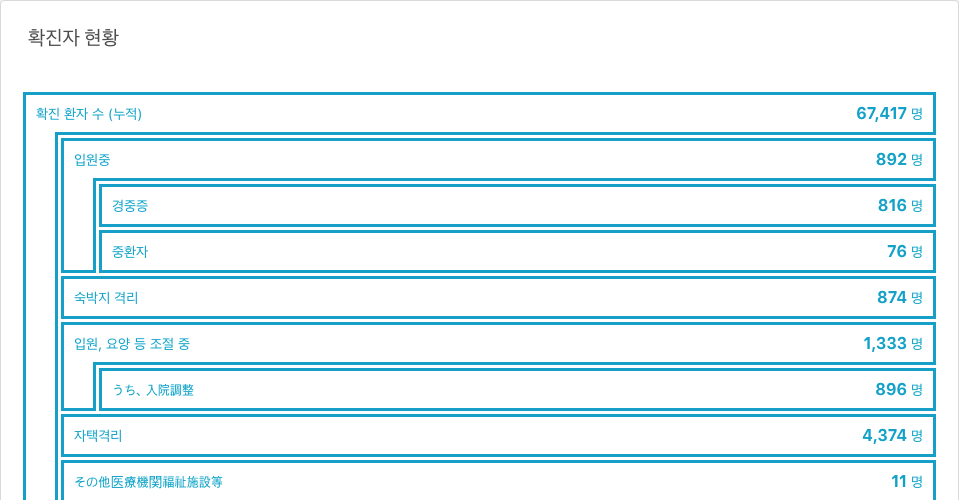 확진자 현황
확진 환자 수 (누적) 67,417 명
입원중 892 명
경중증 816 명
중환자 76 명
숙박지 격리 874 명
입원, 요양 등 조절 중 1,333 명
うち、入院調整 896 명
자택격리 4,374 명
その他医療機関福祉施設等 11 명